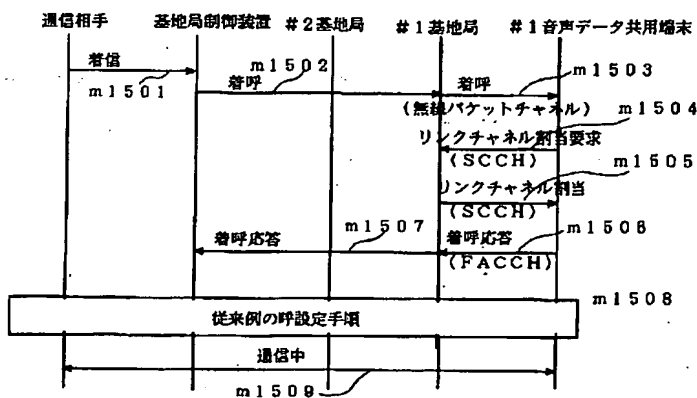 通信相手 基地局制御装置 #2基地局 #1基地局 #1音声データ共用端末
着信
m1501
着呼
m1502
着呼
m1503
(無線パケットチャネル)
m1504
リンクチャネル割当要求
(SCCH)
m1505
リンクチャネル割当
(SCCH)
着呼応答
m1507
着呼応答
m1506
(FACCH)
m1508
従来例の呼設定手順
通信中
m1509